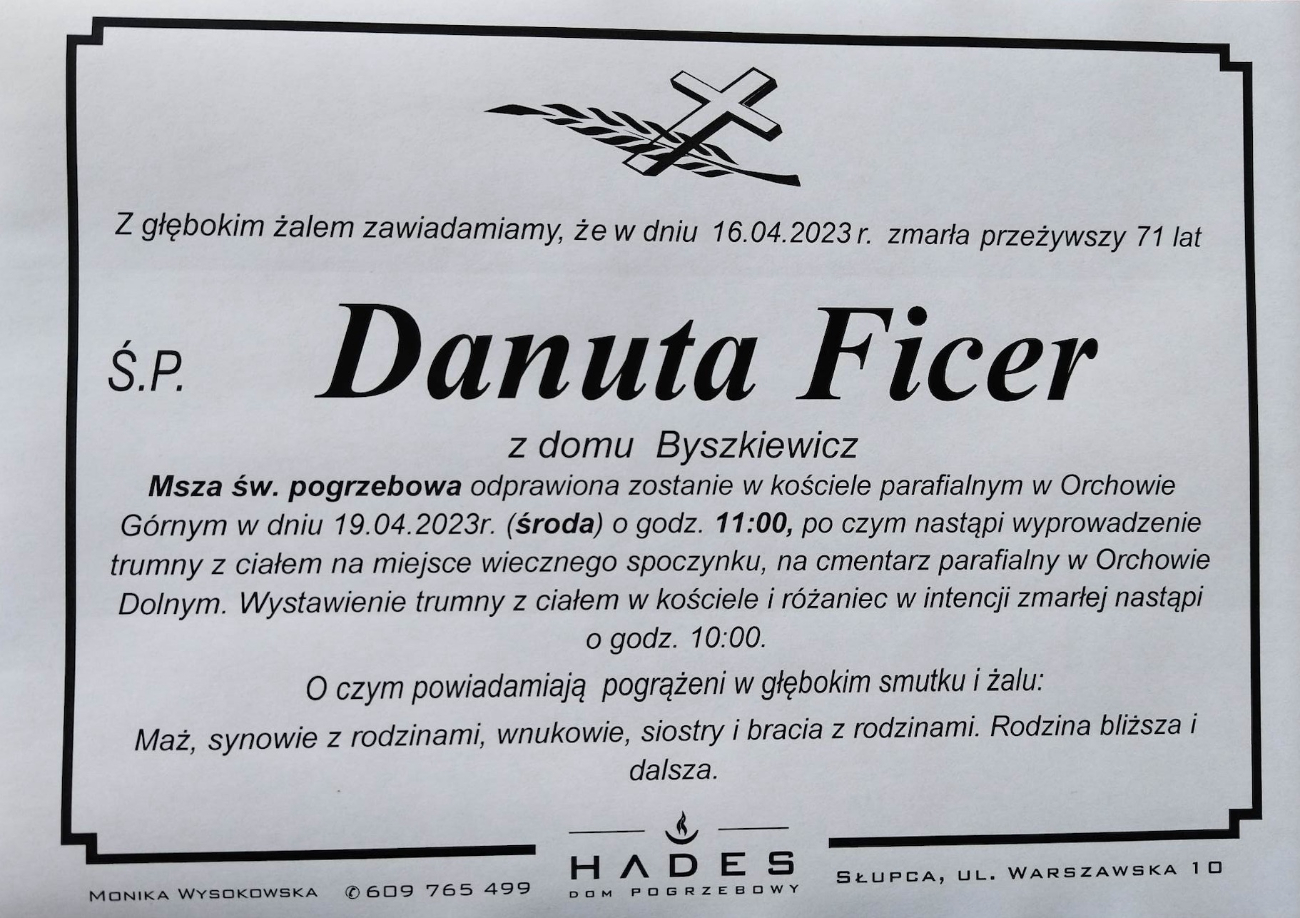 Z głębokim żalem zawiadamiamy, że w dniu 16.04.2023 r. zmarła przeżywszy 71 lat
Ś.P. Danuta Ficer
z domu Byszkiewicz
Msza św. pogrzebowa odprawiona zostanie w kościele parafialnym w Orchowie
Górnym w dniu 19.04.2023r. (środa) o godz. 11:00, po czym nastąpi wyprowadzenie
trumny z ciałem na miejsce wiecznego spoczynku, na cmentarz parafialny w Orchowie
Dolnym. Wystawienie trumny z ciałem w kościele i różaniec w intencji zmarłej nastąpi
o godz. 10:00.
O czym powiadamiają pogrążeni w głębokim smutku i żalu:
Maż, synowie z rodzinami, wnukowie, siostry i bracia z rodzinami. Rodzina bliższa i
dalsza.
HADES
DOM POGRZEBOWY
Monika Wysokowska ✆609 765 499
Słupca, ul. Warszawska 10